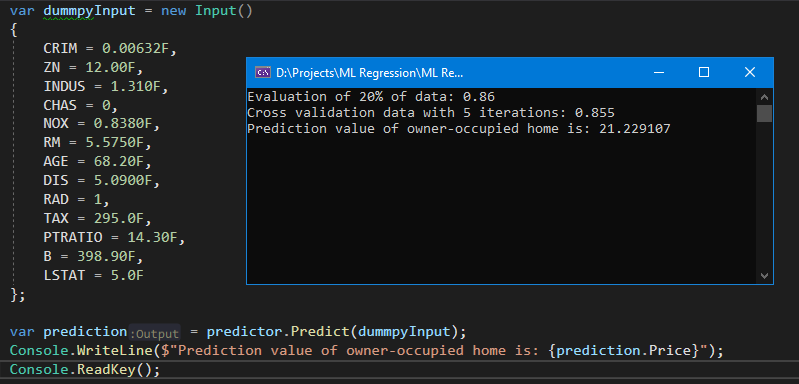 var dummpyInput = new Input()
{
CRIM = 0.00632F,
ZN = 12.00F,
INDUS = 1.310F,
CHAS = 0,
NOX = 0.8380F,
RM = 5.5750F,
AGE = 68.20F,
DIS = 5.0900F,
RAD = 1,
TAX = 295.0F,
PTRATIO = 14.30F,
B = 398.90F,
LSTAT = 5.0F
};
D:\Projects\ML Regression\ML Re...
Evaluation of 20% of data: 0.86
Cross validation data with 5 iterations: 0.855
Prediction value of owner-occupied home is: 21.229107
var prediction:Output = predictor.Predict(dummpyInput);
Console.WriteLine($"Prediction value of owner-occupied home is: {prediction.Price}");
Console.ReadKey();